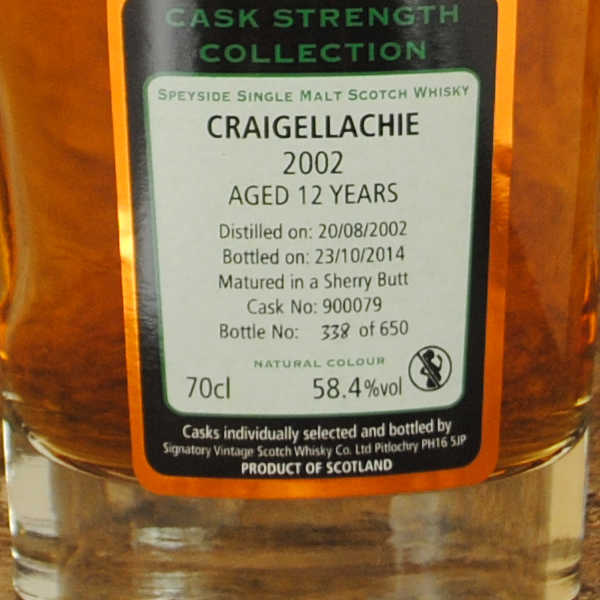 CASK STRENGTH
COLLECTION
SPEYSIDE SINGLE MALT SCOTCH WHISKY
CRAIGELLACHIE
2002
AGED 12 YEARS
Distilled on: 20/08/2002
Bottled on: 23/10/2014
Matured in a Sherry Butt
Cask No: 900079
Bottle No: 338 of 650
NATURAL COLOUR
70cl 58.4%vol
Casks individually selected and bottled by
Signatory Vintage Scotch Whisky Co. Ltd Pitlochry PH16 5JP
PRODUCT OF SCOTLAND